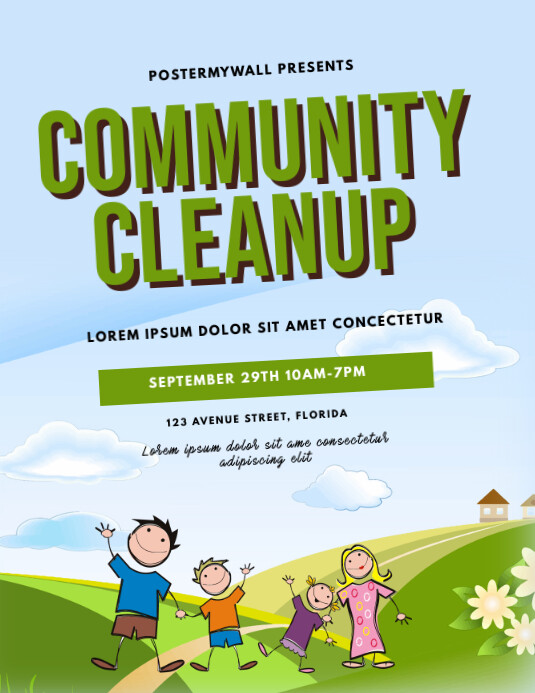 POSTERMYWALL PRESENTS
COMMUNITY
CLEANUP
LOREM IPSUM DOLOR SIT AMET CONCECTETUR
SEPTEMBER 29TH 10AM-7PM
123 AVENUE STREET, FLORIDA
Lorem ipsum dolor sit ame consectetur
adipiscing elit